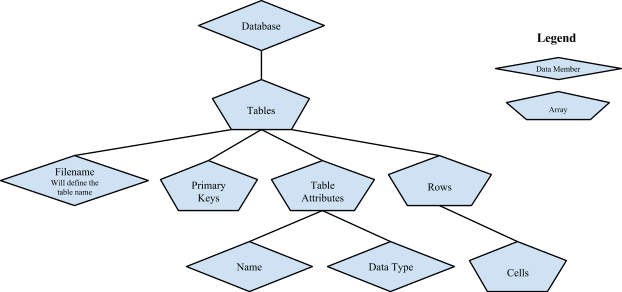 Database
Legend
Data Member
Array
Tables
Filename
Will define the
table name
Primary
Keys
Table
Attributes
Rows
Name
Data Type
Cells